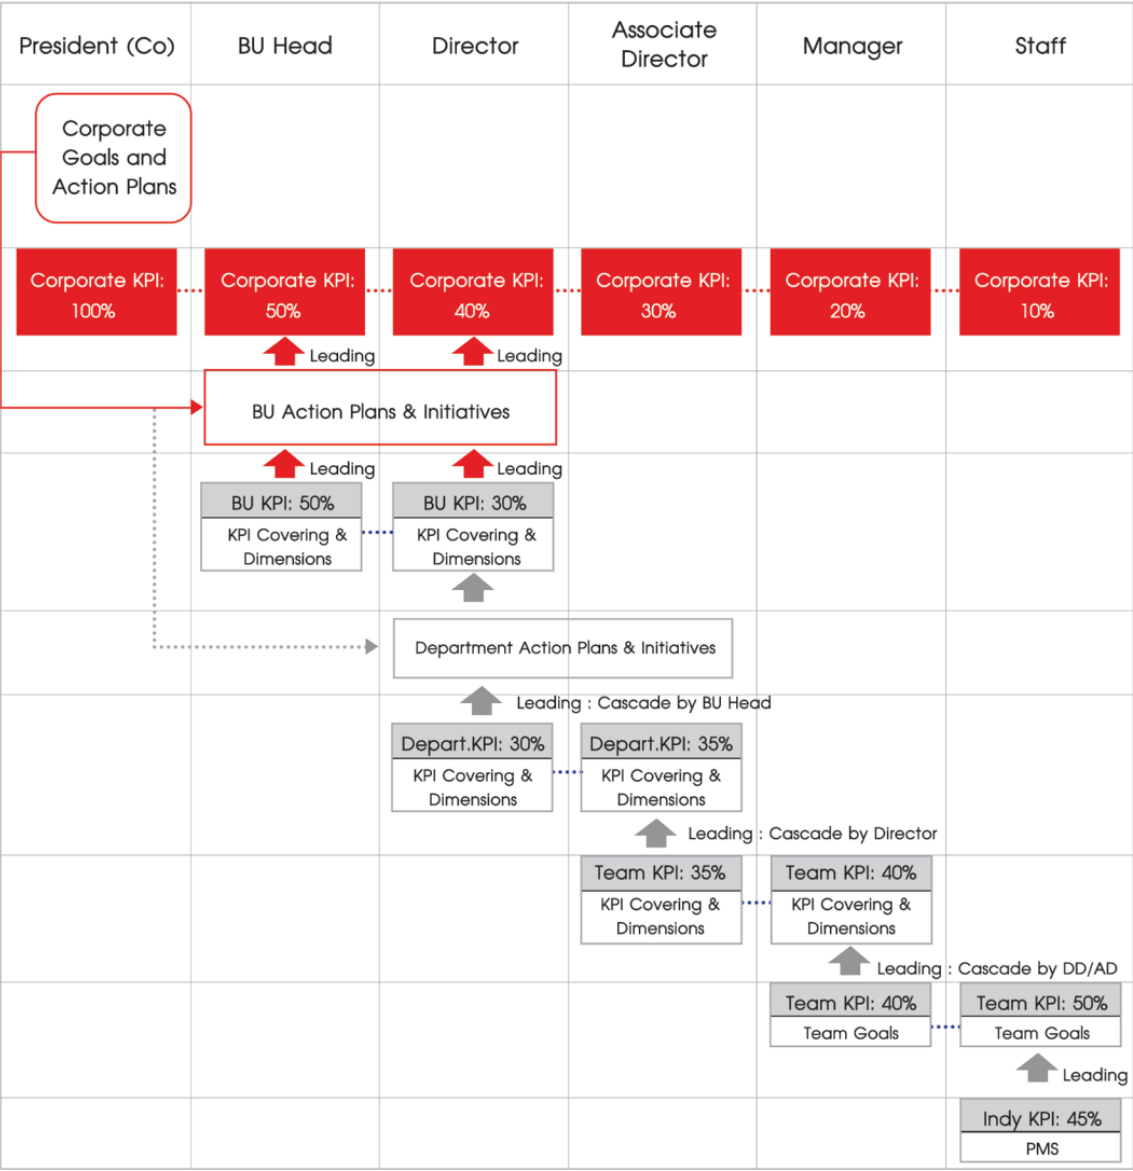 President (Co)
BU Head
Director
Associate
Director
Manager
Staff
Corporate
Goals and
Action Plans
Corporate KPI:
100%
Corporate KPI:
50%
Corporate KPI:
40%
Corporate KPI:
30%
Corporate KPI:
20%
Corporate KPI:
10%
Leading
Leading
BU Action Plans & Initiatives
Leading
Leading
BU KPI: 50%
KPI Covering &
Dimensions
BU KPI: 30%
KPI Covering &
Dimensions
Department Action Plans & Initiatives
Leading : Cascade by BU Head
Depart.KPI: 30%
KPI Covering &
Dimensions
Depart.KPI: 35%
KPI Covering &
Dimensions
Leading : Cascade by Director
Team KPI: 35%
KPI Covering &
Dimensions
Team KPI: 40%
KPI Covering &
Dimensions
Leading : Cascade by DD/AD
Team KPI: 40%
Team Goals
Team KPI: 50%
Team Goals
Leading
Indy KPI: 45%
PMS